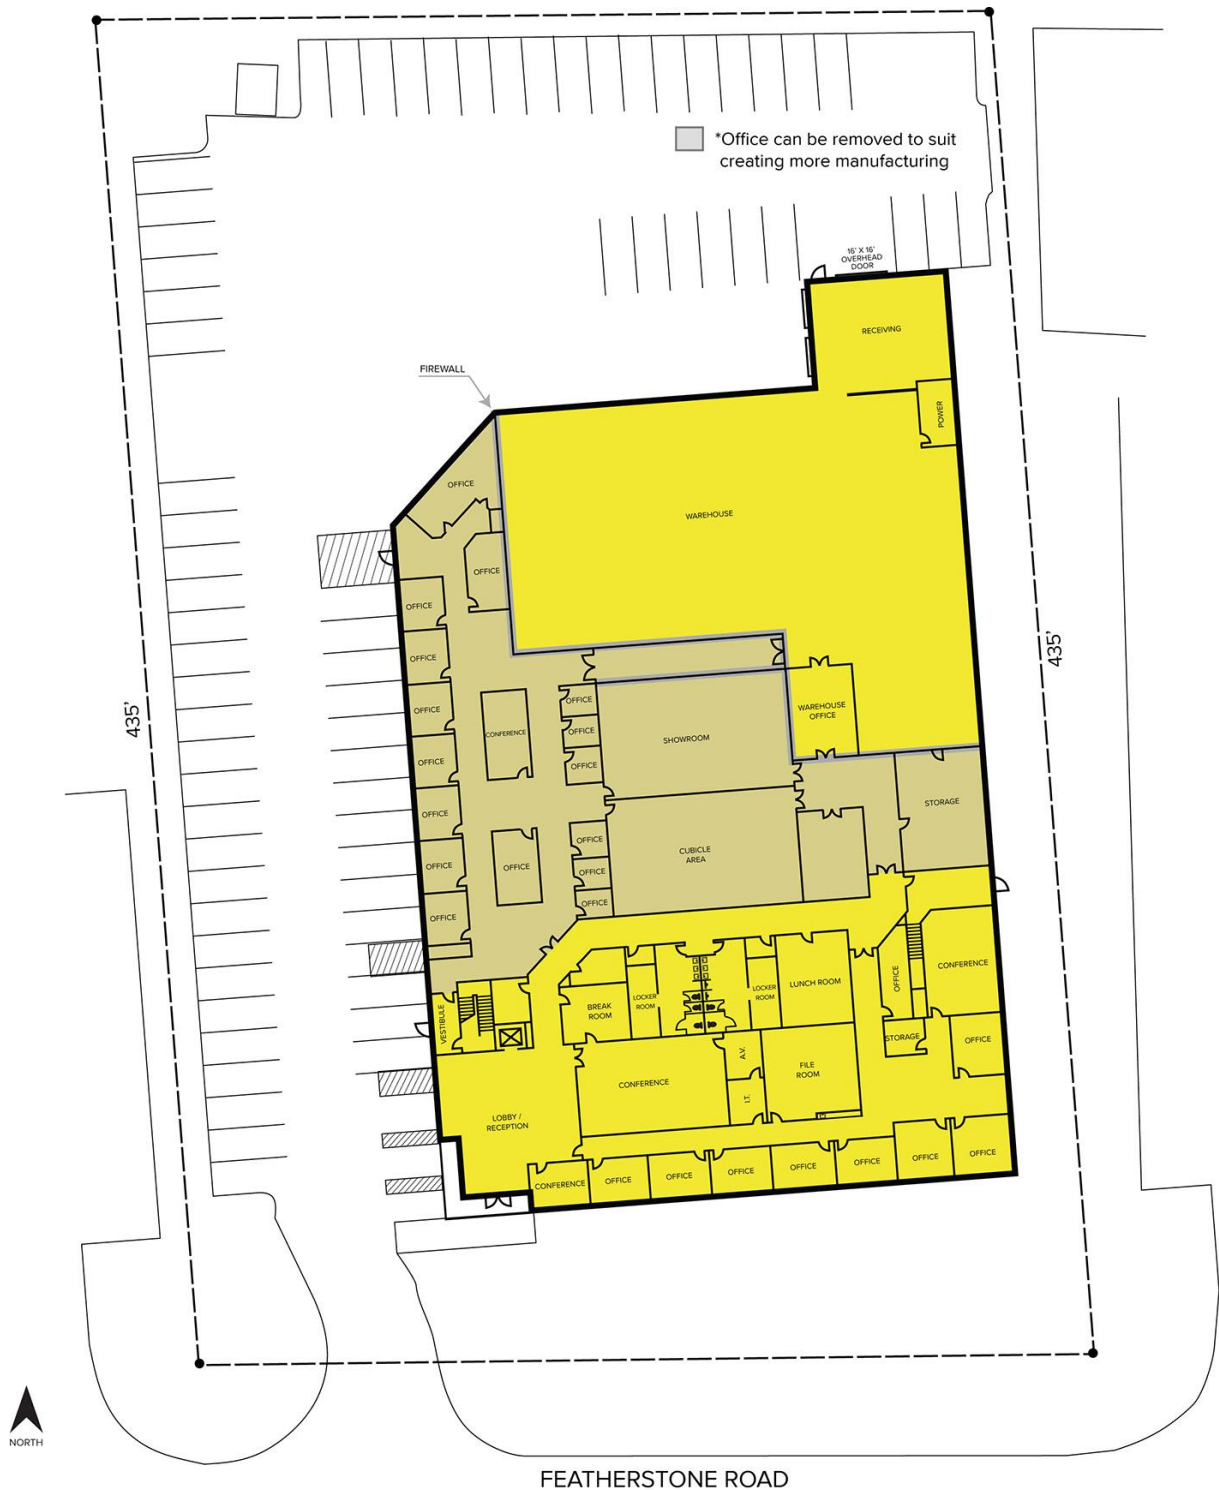 *Office can be removed to suit
creating more manufacturing
16' X 16'
OVERHEAD
DOOR
RECEIVING
FIREWALL
POWER
OFFICE
WAREHOUSE
OFFICE
OFFICE
435'
OFFICE
435'
OFFICE
OFFICE
OFFICE
OFFICE
OFFICE
OFFICE
CONFERENCE
OFFICE
OFFICE
OFFICE
WAREHOUSE
OFFICE
SHOWROOM
STORAGE
OFFICE
OFFICE
OFFICE
OFFICE
CUBICLE
AREA
VESTIBULE
BREAK
ROOM
LOCKER
ROOM
LOCKER
ROOM
LUNCH ROOM
OFFICE
CONFERENCE
STORAGE
OFFICE
CONFERENCE
A.V.
I.T.
FILE
ROOM
LOBBY /
RECEPTION
CONFERENCE
OFFICE
OFFICE
OFFICE
OFFICE
OFFICE
OFFICE
OFFICE
NORTH
FEATHERSTONE ROAD